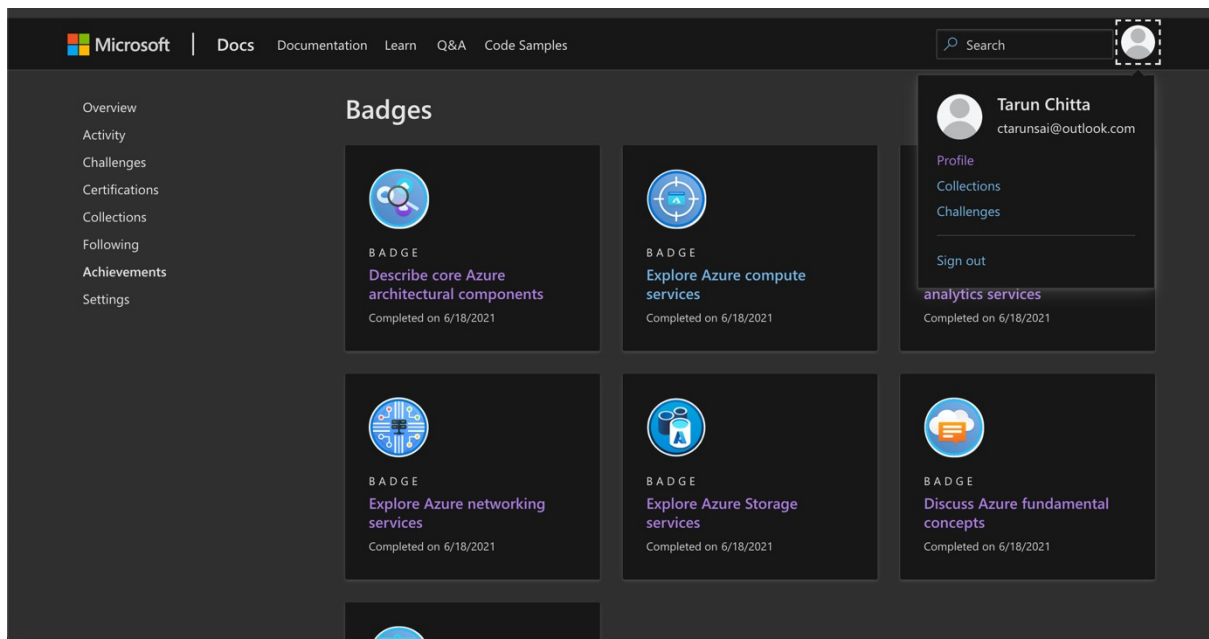 Microsoft | Docs Documentation Learn Q&A Code Samples Search
Overview
Activity
Challenges
Certifications
Collections
Following
Achievements
Settings
Badges
Tarun Chitta
ctarunsai@outlook.com
Profile
Collections
Challenges
Sign out
BADGE
Describe core Azure
architectural components
Completed on 6/18/2021
BADGE
Explore Azure compute
services
Completed on 6/18/2021
analytics services
Completed on 6/18/2021
BADGE
Explore Azure networking
services
Completed on 6/18/2021
BADGE
Explore Azure Storage
services
Completed on 6/18/2021
BADGE
Discuss Azure fundamental
concepts
Completed on 6/18/2021